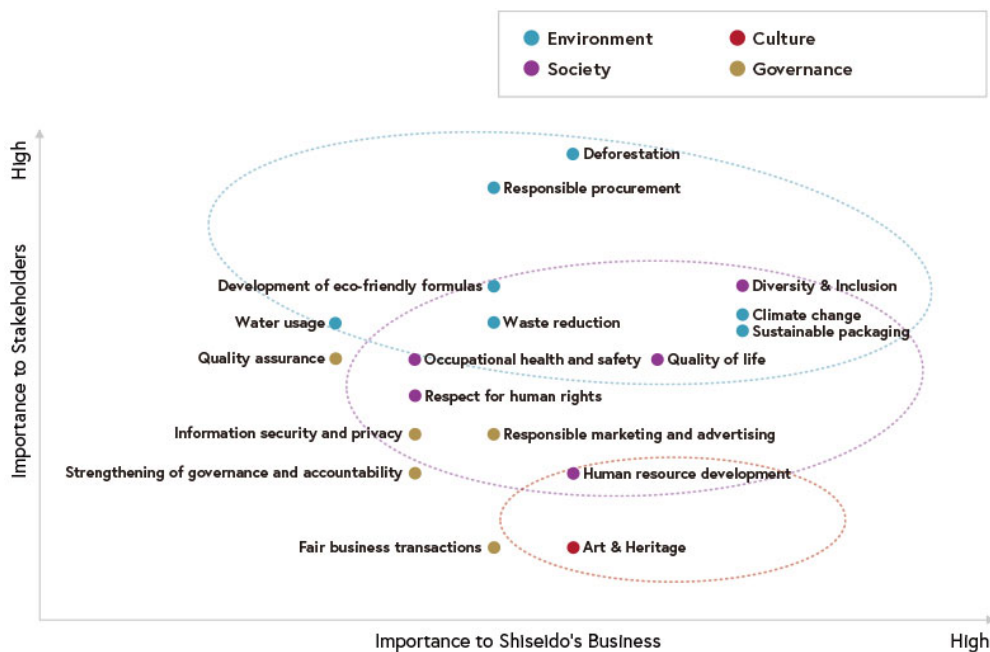 Environment
Culture
Society
Governance
High
Importance to Stakeholders
Deforestation
Responsible procurement
Development of eco-friendly formulas
Diversity & Inclusion
Climate change
Water usage
Waste reduction
Sustainable packaging
Quality assurance
Occupational health and safety
Quality of life
Respect for human rights
Information security and privacy
Responsible marketing and advertising
Strengthening of governance and accountability
Human resource development
Fair business transactions
Art & Heritage
Importance to Shiseido's Business
High